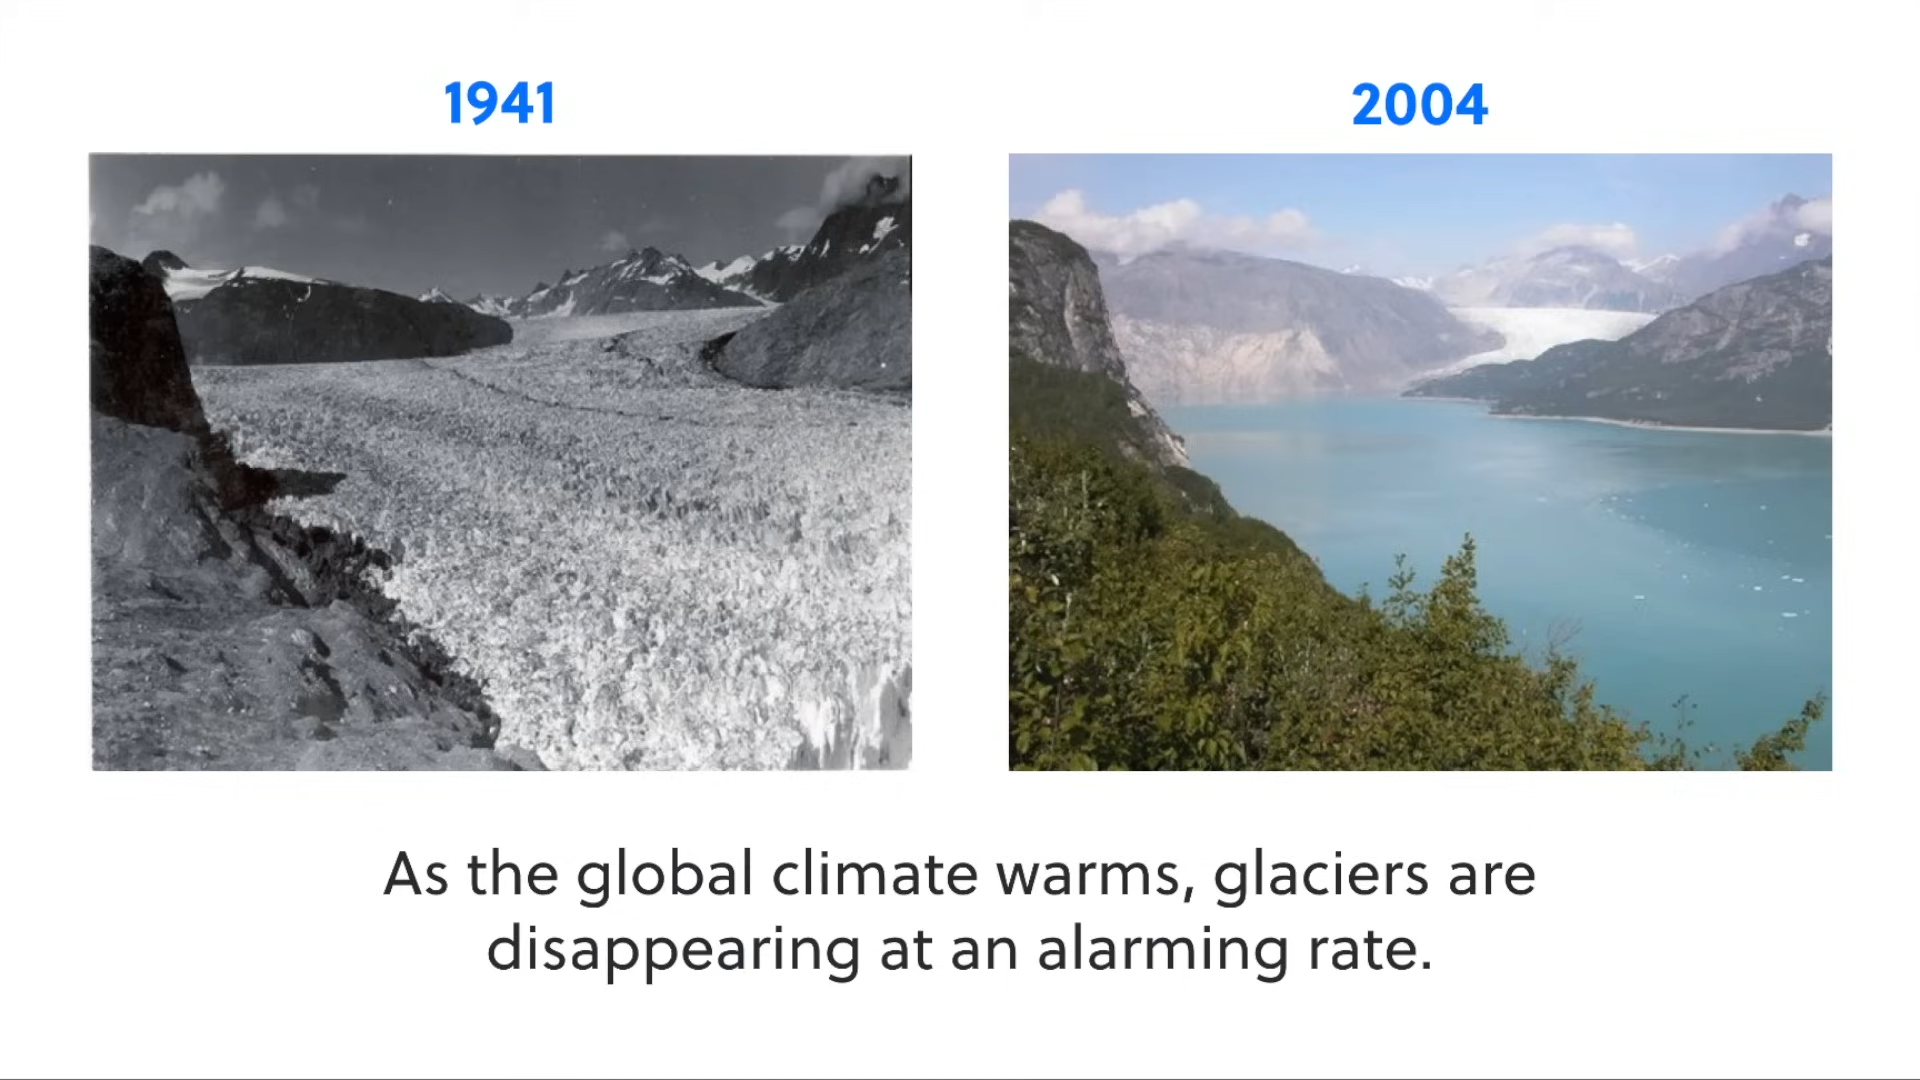 1941
2004
As the global climate warms, glaciers are
disappearing at an alarming rate.